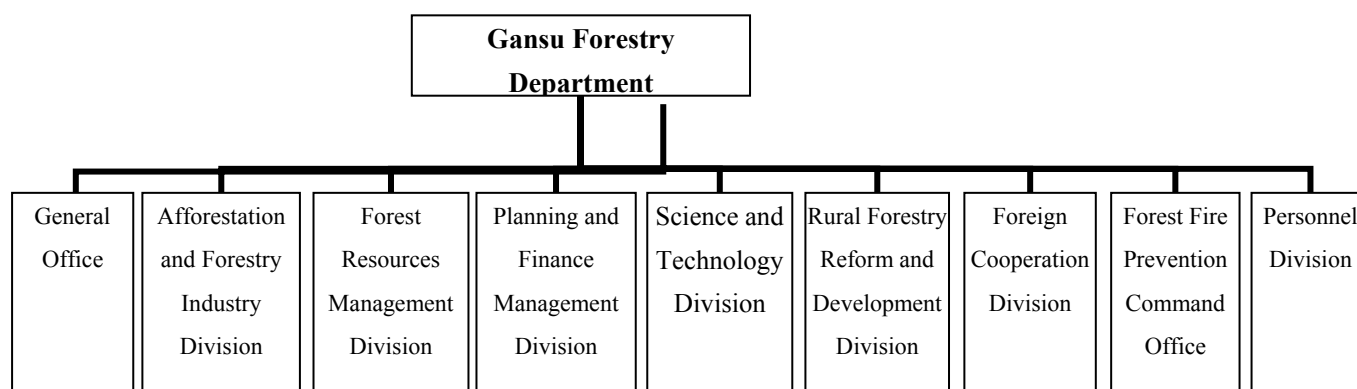 Gansu Forestry
Department
General
Office
Afforestation
and Forestry
Industry
Division
Forest
Resources
Management
Division
Planning and
Finance
Management
Division
Science and
Technology
Division
Rural Forestry
Reform and
Development
Division
Foreign
Cooperation
Division
Forest Fire
Prevention
Command
Office
Personnel
Division